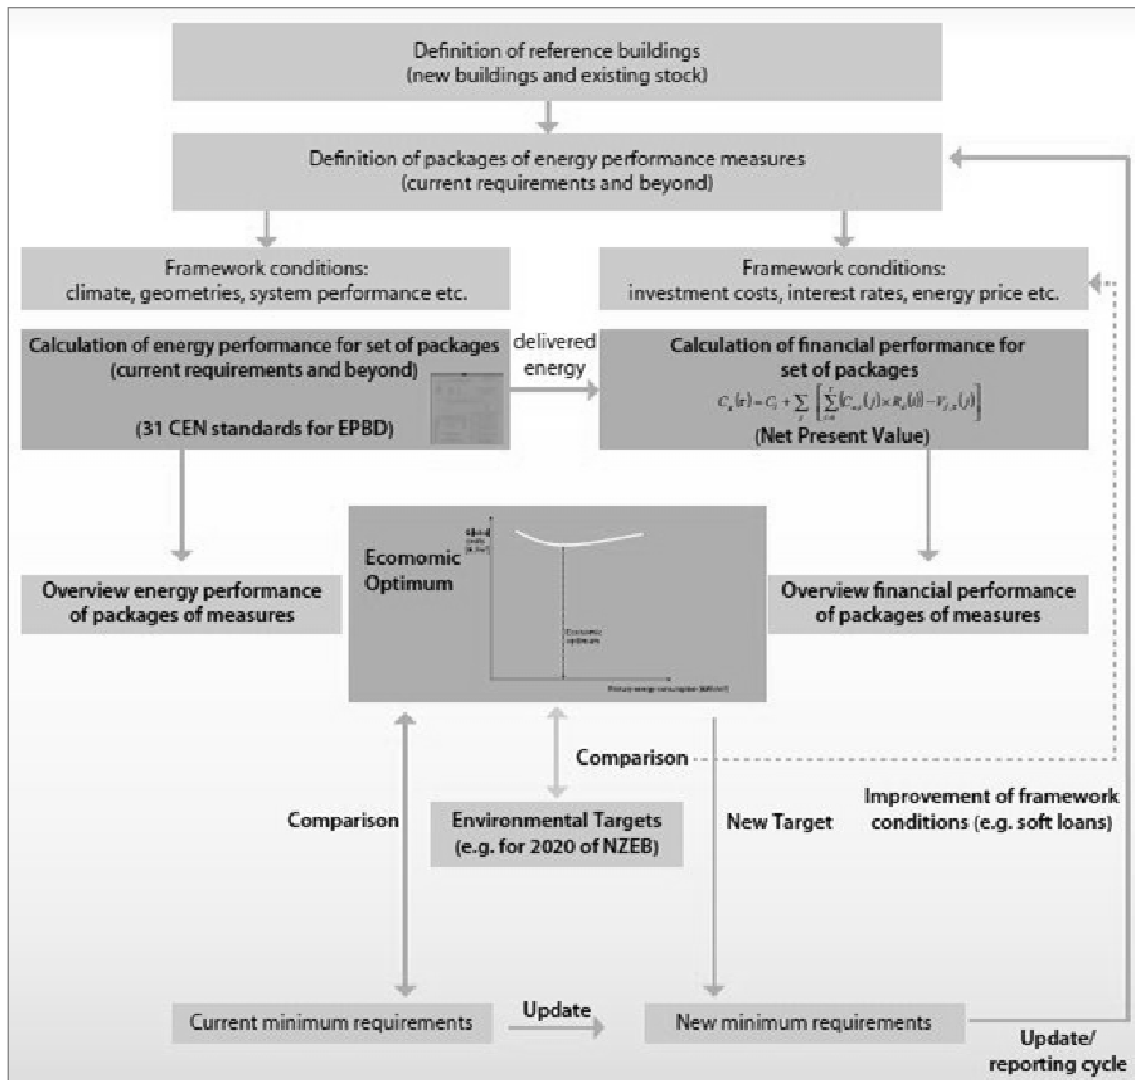 Definition of reference buildings
(new buildings and existing stock)
Definition of packages of energy performance measures
(current requirements and beyond)
Framework conditions:
climate, geometries, system performance etc.
Framework conditions:
investment costs, interest rates, energy price etc.
Calculation of energy performance for set of packages
(current requirements and beyond)
(31 CEN standards for EPBD)
delivered
energy
Calculation of financial performance for
set of packages
(Net Present Value)
Ecomomic
Optimum
Economic
optimum
Overview energy performance
of packages of measures
Overview financial performance
of packages of measures
Comparison
Comparison
Environmental Targets
(e.g. for 2020 of NZEB)
New Target
Improvement of framework
conditions (e.g. soft loans)
Current minimum requirements
Update
New minimum requirements
Update/
reporting cycle